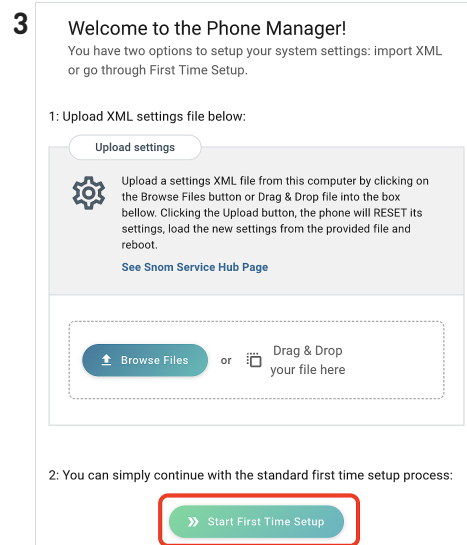 3
Welcome to the Phone Manager!
You have two options to setup your system settings: import XML
or go through First Time Setup.
1: Upload XML settings file below:
Upload settings
Upload a settings XML file from this computer by clicking on
the Browse Files button or Drag & Drop file into the box
bellow. Clicking the Upload button, the phone will RESET its
settings, load the new settings from the provided file and
reboot.
See Snom Service Hub Page
Browse Files or Drag & Drop
your file here
2: You can simply continue with the standard first time setup process:
Start First Time Setup